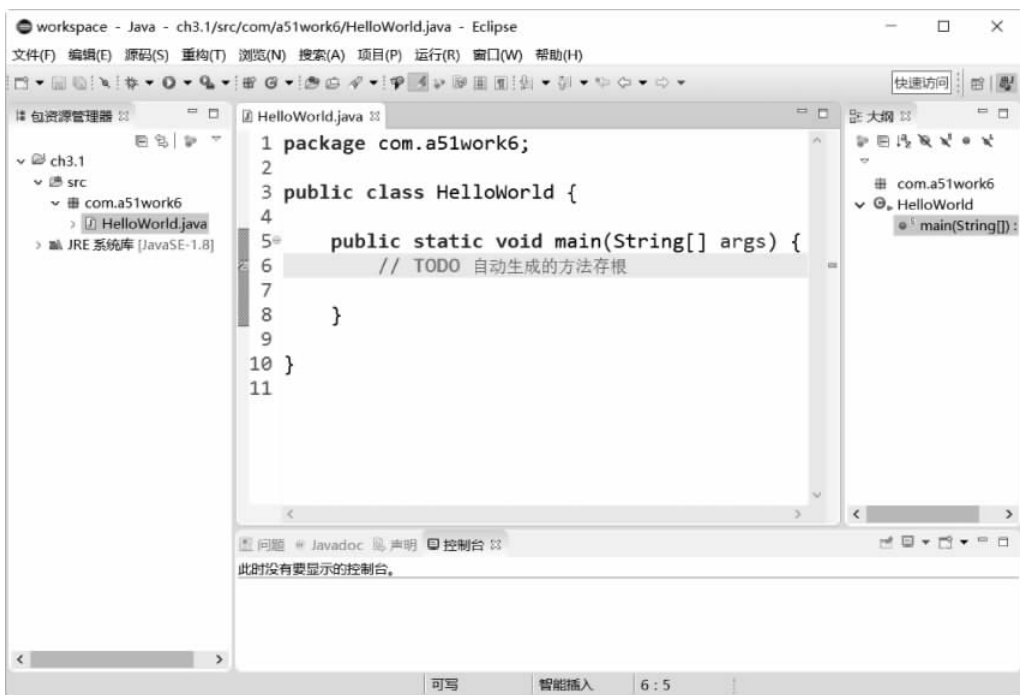 workspace - Java - ch3.1/src/com/a51work6/HelloWorld.java - Eclipse
文件(F) 编辑(E) 源码(S) 重构(T) 浏览(N) 搜索(A) 项目(P) 运行(R) 窗口(W) 帮助(H)
快速访问
包资源管理器
ch3.1
src
com.a51work6
HelloWorld.java
JRE 系统库 [JavaSE-1.8]
HelloWorld.java
1 package com.a51work6;
2
3 public class HelloWorld {
4
5 public static void main(String[] args) {
6 // TODO 自动生成的方法存根
7
8 }
9
10 }
11
大纲
com.a51work6
HelloWorld
main(String[]) :
问题 Javadoc 声明 控制台
此时没有要显示的控制台。
可写 智能插入 6 : 5